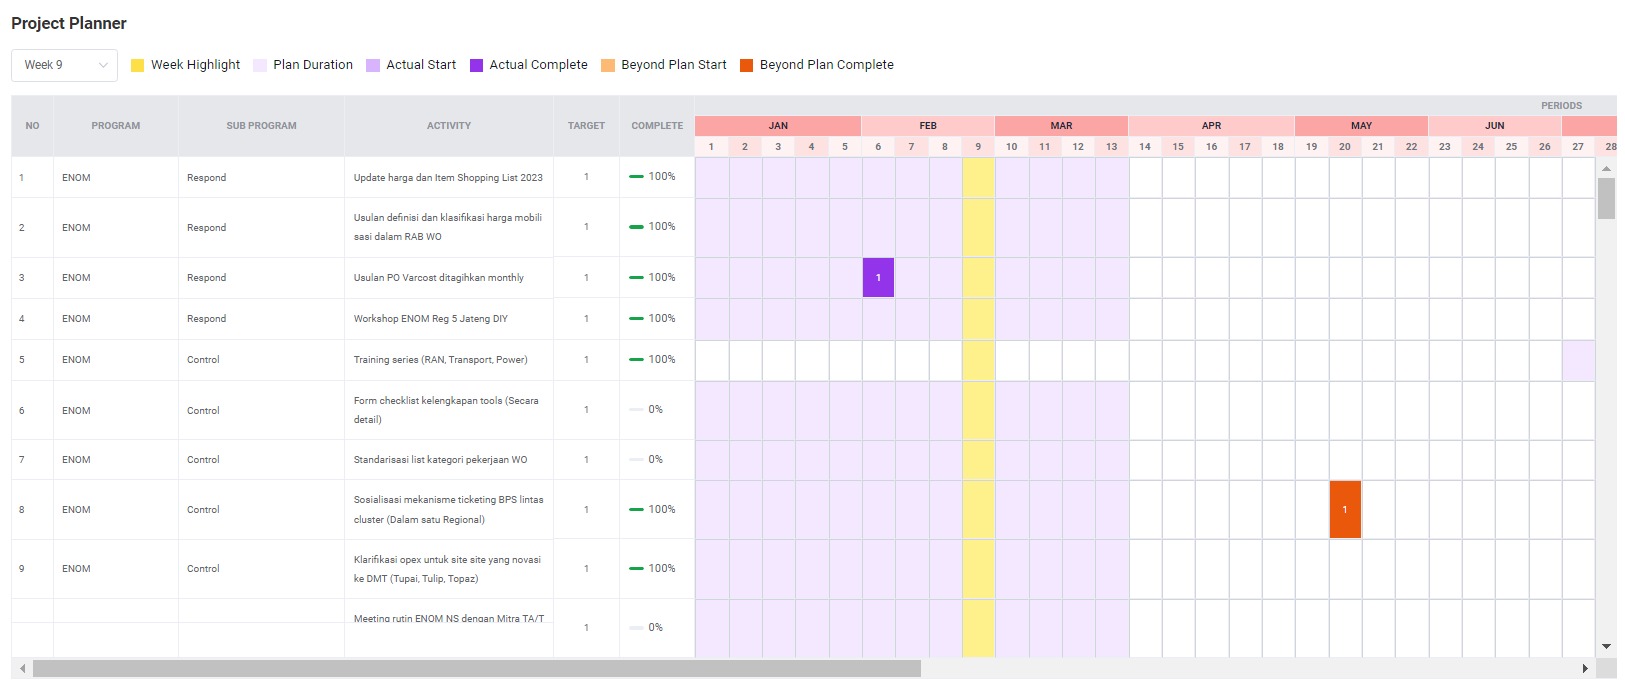 Project Planner
Week 9 Week Highlight Plan Duration Actual Start Actual Complete Beyond Plan Start Beyond Plan Complete
PERIODS
NO PROGRAM SUB PROGRAM ACTIVITY TARGET COMPLETE
JAN FEB MAR APR MAY JUN
1 2 3 4 5 6 7 8 9 10 11 12 13 14 15 16 17 18 19 20 21 22 23 24 25 26 27 28
1 ENOM Respond Update harga dan Item Shopping List 2023 1 100%
2 ENOM Respond Usulan definisi dan klasifikasi harga mobili
sasi dalam RAB WO 1 100%
3 ENOM Respond Usulan PO Varcost ditagihkan monthly 1 100% 1
4 ENOM Respond Workshop ENOM Reg 5 Jateng DIY 1 100%
5 ENOM Control Training series (RAN, Transport, Power) 1 100%
6 ENOM Control Form checklist kelengkapan tools (Secara
detail) 1 0%
7 ENOM Control Standarisasi list kategori pekerjaan WO 1 0%
8 ENOM Control Sosialisasi mekanisme ticketing BPS lintas
cluster (Dalam satu Regional) 1 100% 1
9 ENOM Control Klarifikasi opex untuk site site yang novasi
ke DMT (Tupai, Tulip, Topaz) 1 100%
Meeting rutin ENOM NS dengan Mitra TA/T
1 0%